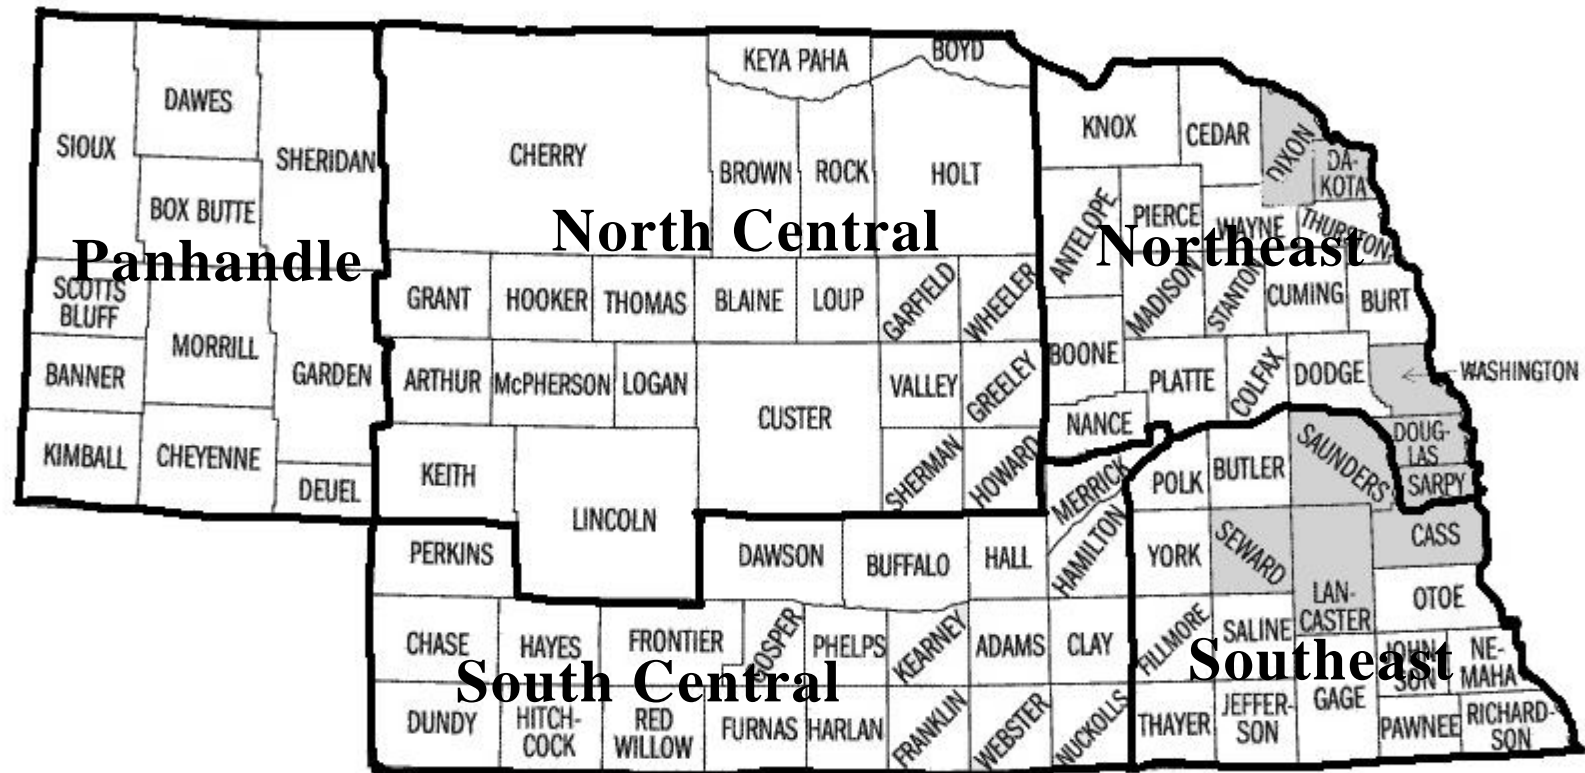 KEYA PAHA
BOYD
DAWES
KNOX
CEDAR
SIOUX
SHERIDAN
CHERRY
BROWN
ROCK
HOLT
DIXON
DA-
KOTA
BOX BUTTE
ANTELOPE
PIERCE
WAYNE
THURSTON
Panhandle
North Central
Northeast
SCOTTS
BLUFF
GRANT
HOOKER
THOMAS
BLAINE
LOUP
GARFIELD
WHEELER
MADISON
STANTON
CUMING
BURT
MORRILL
BANNER
GARDEN
ARTHUR
McPHERSON
LOGAN
CUSTER
VALLEY
GREELEY
BOONE
PLATTE
COLFAX
DODGE
WASHINGTON
NANCE
KIMBALL
CHEYENNE
DEUEL
KEITH
LINCOLN
SHERMAN
HOWARD
MERRICK
POLK
BUTLER
SAUNDERS
DOUG-
LAS
SARPY
PERKINS
DAWSON
BUFFALO
HALL
HAMILTON
YORK
SEWARD
LAN-
CASTER
CASS
OTOE
CHASE
HAYES
FRONTIER
GOSPER
PHELPS
KEARNEY
ADAMS
CLAY
FILLMORE
SALINE
JOHN-
SON
NE-
MAHA
South Central
Southeast
DUNDY
HITCH-
COCK
RED
WILLOW
FURNAS
HARLAN
FRANKLIN
WEBSTER
NUCKOLLS
THAYER
JEFFER-
SON
GAGE
PAWNEE
RICHARD-
SON